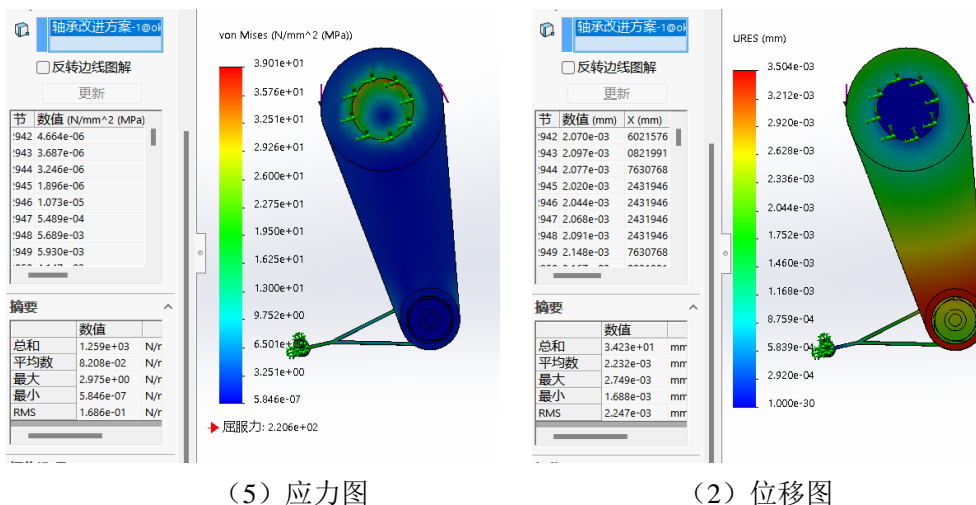 轴承改进方案-1@ok
反转边线图解
更新
节 数值 (N/mm^2 (MPa)
:942 4.664e-06
:943 3.687e-06
:944 3.246e-06
:945 1.896e-06
:946 1.073e-05
:947 5.489e-04
:948 5.689e-03
:949 5.930e-03
摘要
数值
总和 1.259e+03 N/r
平均数 8.208e-02 N/r
最大 2.975e+00 N/r
最小 5.846e-07 N/r
RMS 1.686e-01 N/r
von Mises (N/mm^2 (MPa))
3.901e+01
3.576e+01
3.251e+01
2.926e+01
2.600e+01
2.275e+01
1.950e+01
1.625e+01
1.300e+01
9.752e+00
6.501e+
3.251e+00
5.846e-07
屈服力: 2.206e+02
(5)应力图
轴承改进方案-1@ok
反转边线图解
更新
节 数值 (mm) X (mm)
:942 2.070e-03 6021576
:943 2.097e-03 0821991
:944 2.077e-03 7630768
:945 2.020e-03 2431946
:946 2.044e-03 2431946
:947 2.068e-03 2431946
:948 2.091e-03 2431946
:949 2.148e-03 7630768
摘要
数值
总和 3.423e+01 mm
平均数 2.232e-03 mm
最大 2.749e-03 mm
最小 1.688e-03 mm
RMS 2.247e-03 mm
URES (mm)
3.504e-03
3.212e-03
2.920e-03
2.628e-03
2.336e-03
2.044e-03
1.752e-03
1.460e-03
1.168e-03
8.759e-04
5.839e-04
2.920e-04
1.000e-30
(2)位移图